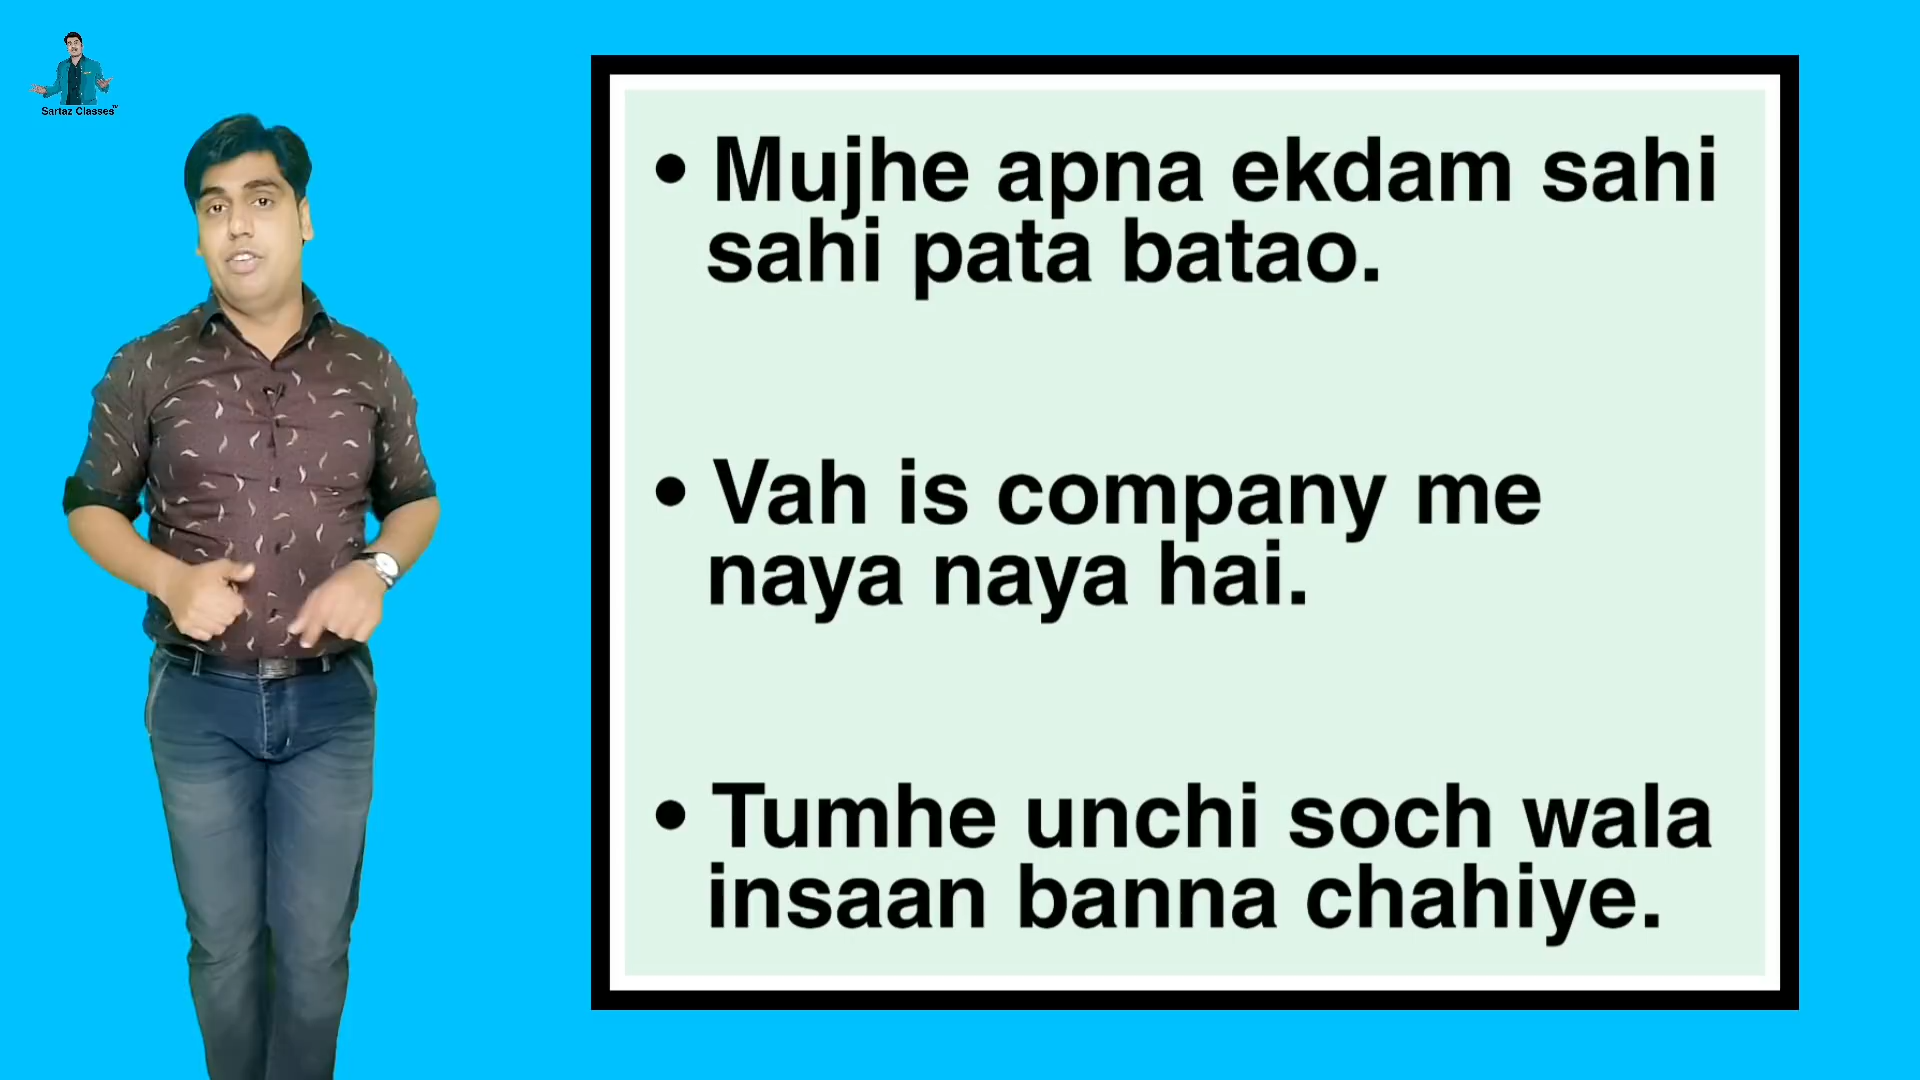 Sartaz Classes
• Mujhe apna ekdam sahi
sahi pata batao.
• Vah is company me
naya naya hai.
• Tumhe unchi soch wala
insaan banna chahiye.